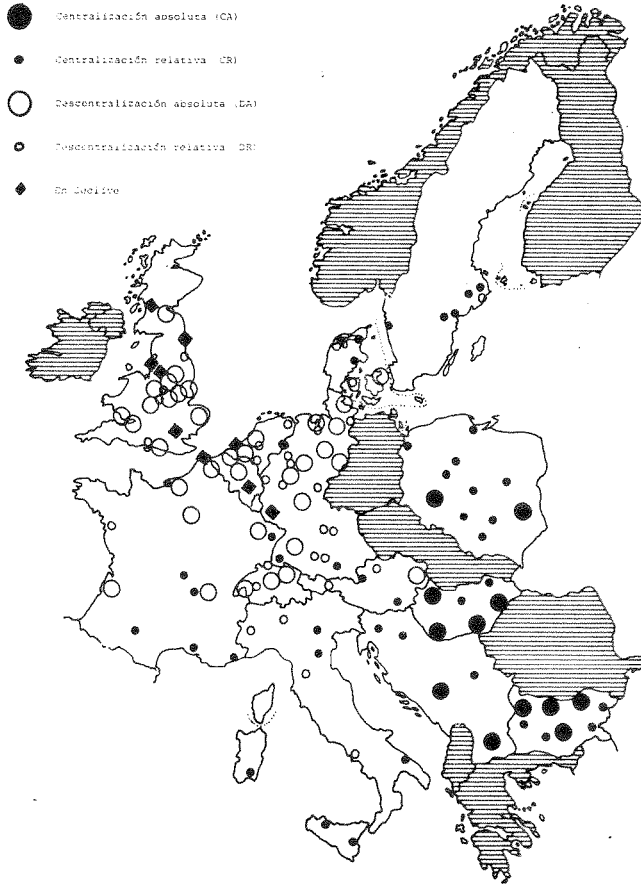 Centralización absoluta (CA)
Centralización relativa (CR)
Descentralización absoluta (DA)
Descentralización relativa (DR)
En declive